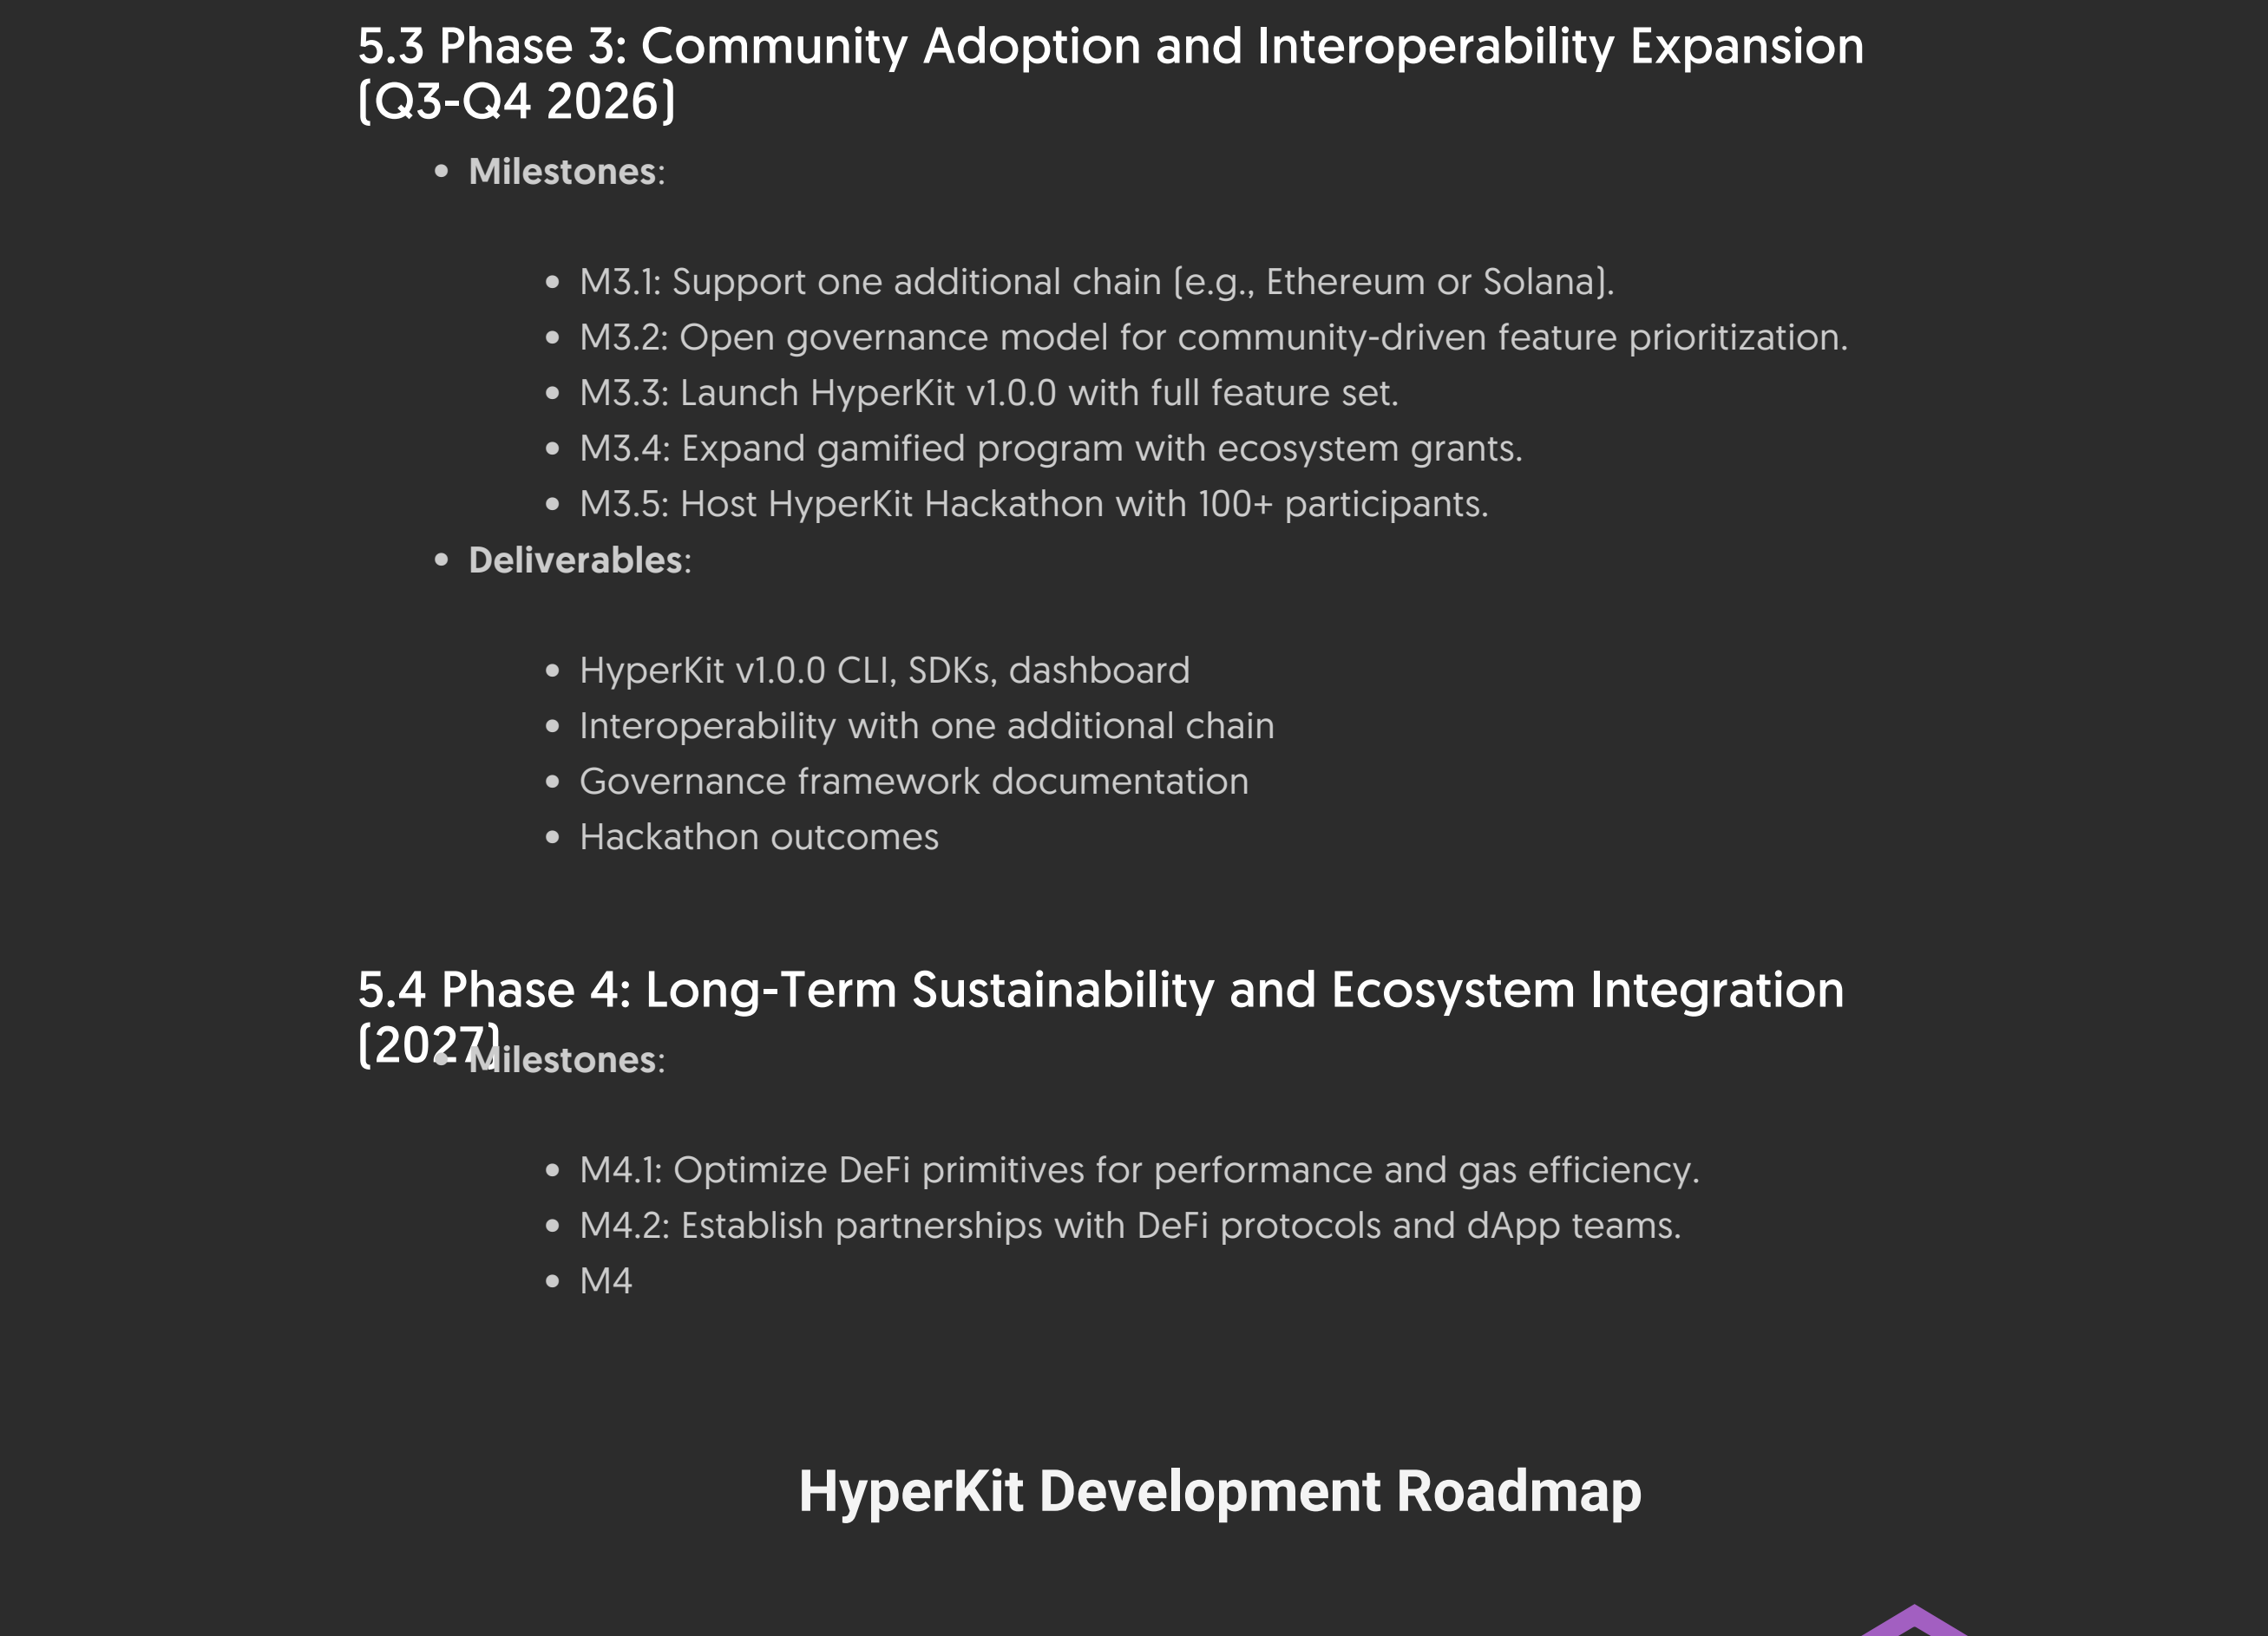 5.3 Phase 3: Community Adoption and Interoperability Expansion
(Q3-Q4 2026)
• Milestones:
• M3.1: Support one additional chain (e.g., Ethereum or Solana).
• M3.2: Open governance model for community-driven feature prioritization.
• M3.3: Launch HyperKit v1.0.0 with full feature set.
• M3.4: Expand gamified program with ecosystem grants.
• M3.5: Host HyperKit Hackathon with 100+ participants.
• Deliverables:
• HyperKit v1.0.0 CLI, SDKs, dashboard
• Interoperability with one additional chain
• Governance framework documentation
• Hackathon outcomes
5.4 Phase 4: Long-Term Sustainability and Ecosystem Integration
(2027)
• Milestones:
• M4.1: Optimize DeFi primitives for performance and gas efficiency.
• M4.2: Establish partnerships with DeFi protocols and dApp teams.
• M4
HyperKit Development Roadmap